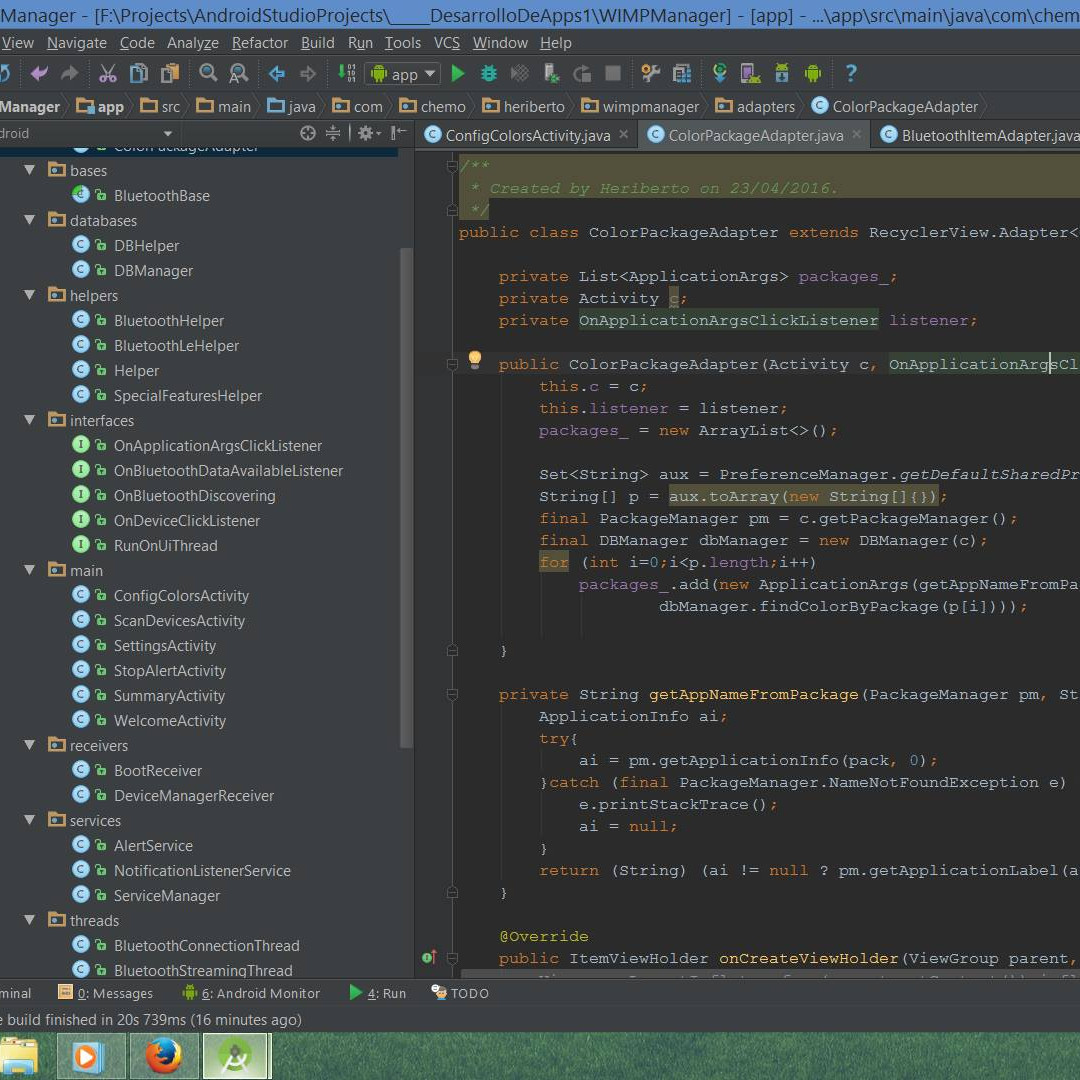 Manager - [F:\Projects\AndroidStudioProjects\____DesarrolloDeApps1\WIMPManager] - [app] - ...\app\src\main\java\com\chem
View Navigate Code Analyze Refactor Build Run Tools VCS Window Help
app
Manager app src main java com chemo heriberto wimpmanager adapters ColorPackageAdapter
droid
ConfigColorsActivity.java ColorPackageAdapter.java BluetoothItemAdapter.java
ColorPackageAdapter
bases
BluetoothBase
databases
DBHelper
DBManager
helpers
BluetoothHelper
BluetoothLeHelper
Helper
SpecialFeaturesHelper
interfaces
OnApplicationArgsClickListener
OnBluetoothDataAvailableListener
OnBluetoothDiscovering
OnDeviceClickListener
RunOnUiThread
main
ConfigColorsActivity
ScanDevicesActivity
SettingsActivity
StopAlertActivity
SummaryActivity
WelcomeActivity
receivers
BootReceiver
DeviceManagerReceiver
services
AlertService
NotificationListenerService
ServiceManager
threads
BluetoothConnectionThread
BluetoothStreamingThread
/**
* Created by Heriberto on 23/04/2016.
*/
public class ColorPackageAdapter extends RecyclerView.Adapter<
private List<ApplicationArgs> packages_;
private Activity c;
private OnApplicationArgsClickListener listener;
public ColorPackageAdapter(Activity c, OnApplicationArgsCl
this.c = c;
this.listener = listener;
packages_ = new ArrayList<>();
Set<String> aux = PreferenceManager.getDefaultSharedPr
String[] p = aux.toArray(new String[]{});
final PackageManager pm = c.getPackageManager();
final DBManager dbManager = new DBManager(c);
for (int i=0;i<p.length;i++)
packages_.add(new ApplicationArgs(getAppNameFromPa
dbManager.findColorByPackage(p[i])));
}
private String getAppNameFromPackage(PackageManager pm, St
ApplicationInfo ai;
try{
ai = pm.getApplicationInfo(pack, 0);
}catch (final PackageManager.NameNotFoundException e)
e.printStackTrace();
ai = null;
}
return (String) (ai != null ? pm.getApplicationLabel(a
}
@Override
public ItemViewHolder onCreateViewHolder(ViewGroup parent,
minal 0: Messages 6: Android Monitor 4: Run TODO
e build finished in 20s 739ms (16 minutes ago)